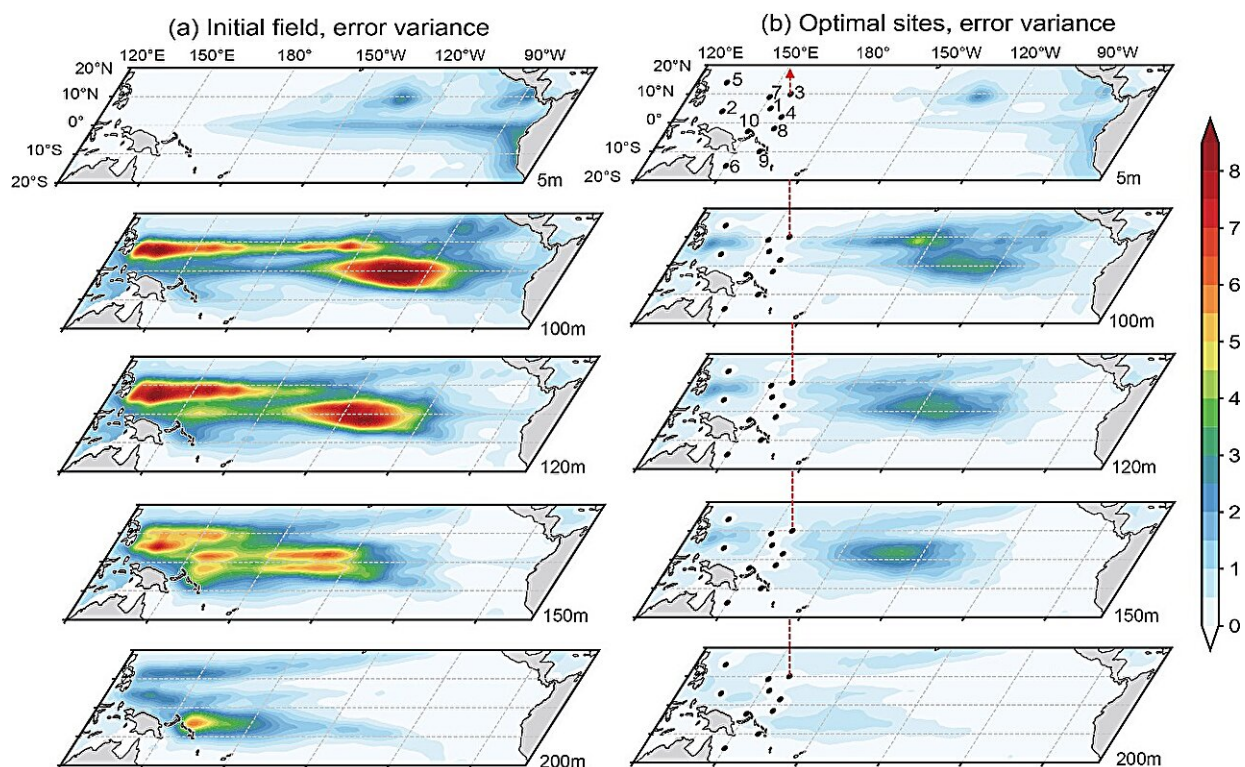 (a) Initial field, error variance
120°E 150°E 180° 150°W 120°W 90°W
20°N
10°N
0°
10°S
20°S
5m
100m
120m
150m
200m
(b) Optimal sites, error variance
120°E 150°E 180° 150°W 120°W 90°W
20°N
10°N
0°
10°S
20°S
5
7 3
2 1 4
10 8
9
6
5m
100m
120m
150m
200m
8
7
6
5
4
3
2
1
0